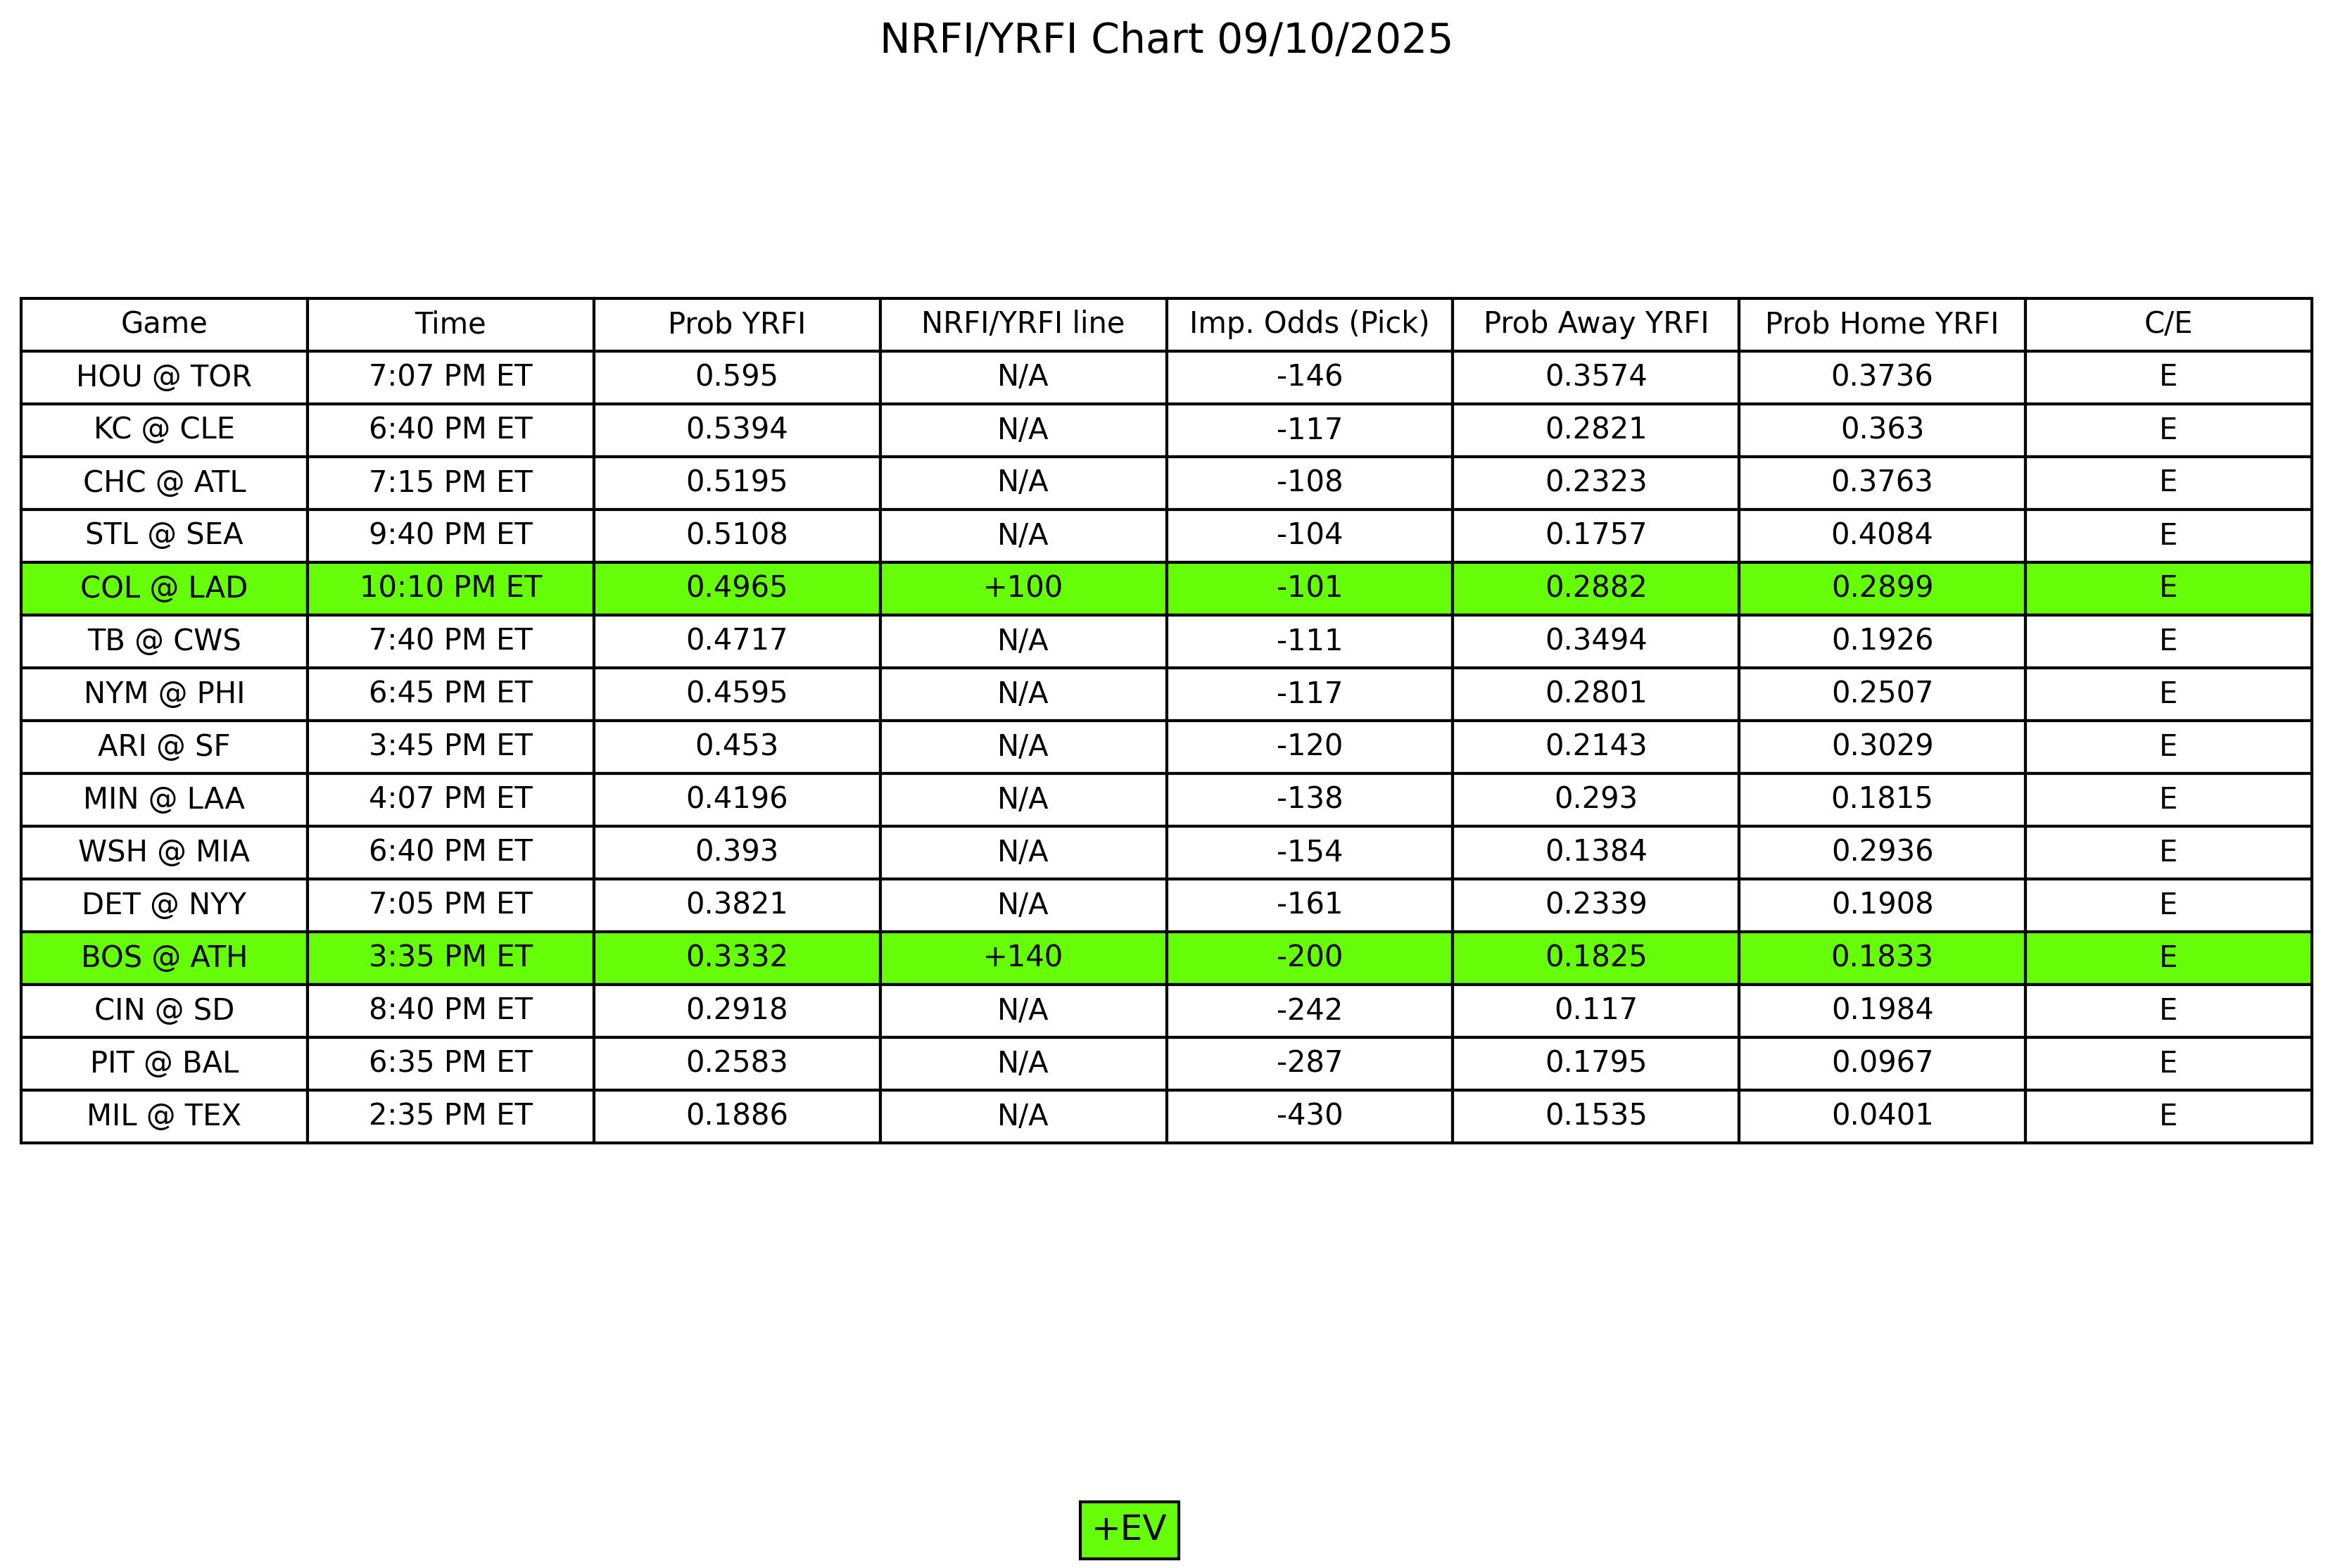 NRFI/YRFI Chart 09/10/2025
Game Time Prob YRFI NRFI/YRFI line Imp. Odds (Pick) Prob Away YRFI Prob Home YRFI C/E
HOU @ TOR 7:07 PM ET 0.595 N/A -146 0.3574 0.3736 E
KC @ CLE 6:40 PM ET 0.5394 N/A -117 0.2821 0.363 E
CHC @ ATL 7:15 PM ET 0.5195 N/A -108 0.2323 0.3763 E
STL @ SEA 9:40 PM ET 0.5108 N/A -104 0.1757 0.4084 E
COL @ LAD 10:10 PM ET 0.4965 +100 -101 0.2882 0.2899 E
TB @ CWS 7:40 PM ET 0.4717 N/A -111 0.3494 0.1926 E
NYM @ PHI 6:45 PM ET 0.4595 N/A -117 0.2801 0.2507 E
ARI @ SF 3:45 PM ET 0.453 N/A -120 0.2143 0.3029 E
MIN @ LAA 4:07 PM ET 0.4196 N/A -138 0.293 0.1815 E
WSH @ MIA 6:40 PM ET 0.393 N/A -154 0.1384 0.2936 E
DET @ NYY 7:05 PM ET 0.3821 N/A -161 0.2339 0.1908 E
BOS @ ATH 3:35 PM ET 0.3332 +140 -200 0.1825 0.1833 E
CIN @ SD 8:40 PM ET 0.2918 N/A -242 0.117 0.1984 E
PIT @ BAL 6:35 PM ET 0.2583 N/A -287 0.1795 0.0967 E
MIL @ TEX 2:35 PM ET 0.1886 N/A -430 0.1535 0.0401 E
+EV